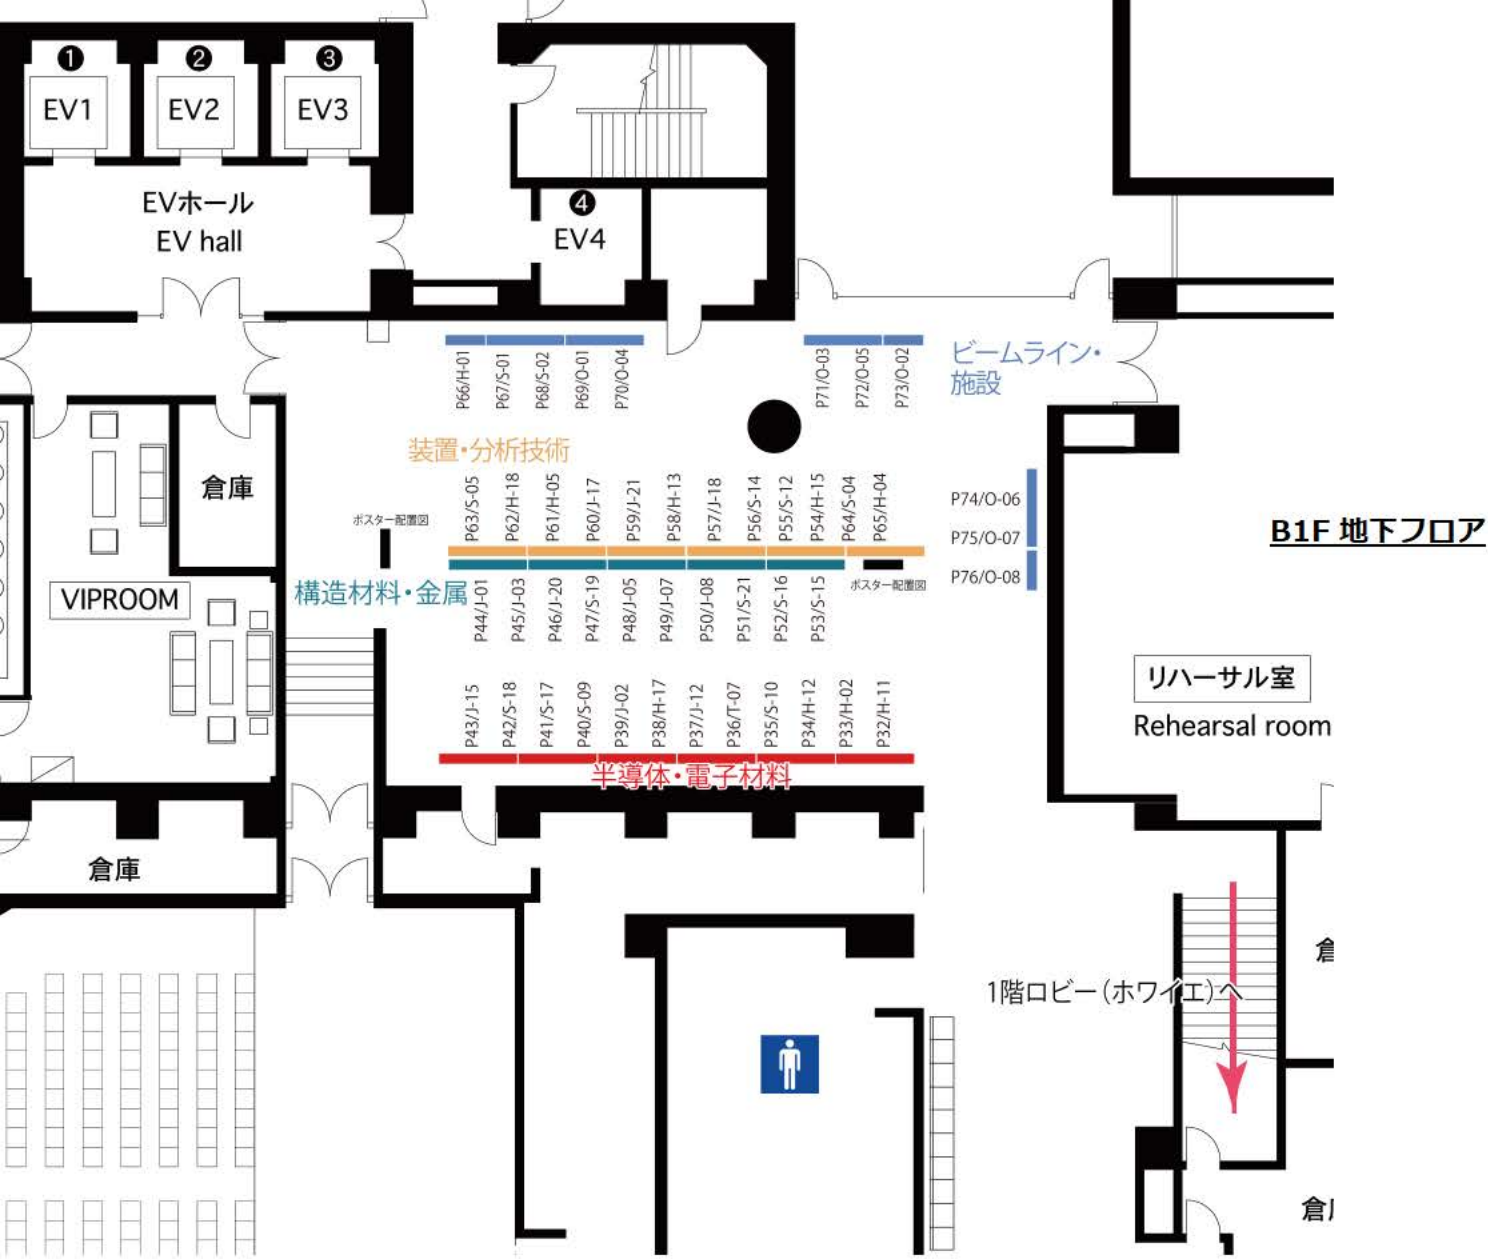 ❶
EV1
❷
EV2
❸
EV3
EVホール
EV hall
❹
EV4
P66/H-01
P67/S-01
P68/S-02
P69/O-01
P70/O-04
P71/O-03
P72/O-05
P73/O-02
ビームライン・
施設
装置・分析技術
倉庫
ポスター配置図
P63/S-05
P62/H-18
P61/H-05
P60/J-17
P59/J-21
P58/H-13
P57/J-18
P56/S-14
P55/S-12
P54/H-15
P64/S-04
P65/H-04
P74/O-06
P75/O-07
P76/O-08
B1F 地下フロア
構造材料・金属
VIPROOM
ポスター配置図
P44/J-01
P45/J-03
P46/J-20
P47/S-19
P48/J-05
P49/J-07
P50/J-08
P51/S-21
P52/S-16
P53/S-15
リハーサル室
Rehearsal room
P43/J-15
P42/S-18
P41/S-17
P40/S-09
P39/J-02
P38/H-17
P37/J-12
P36/T-07
P35/S-10
P34/H-12
P33/H-02
P32/H-11
半導体・電子材料
倉庫
倉
1階ロビー（ホワイエ）へ
倉